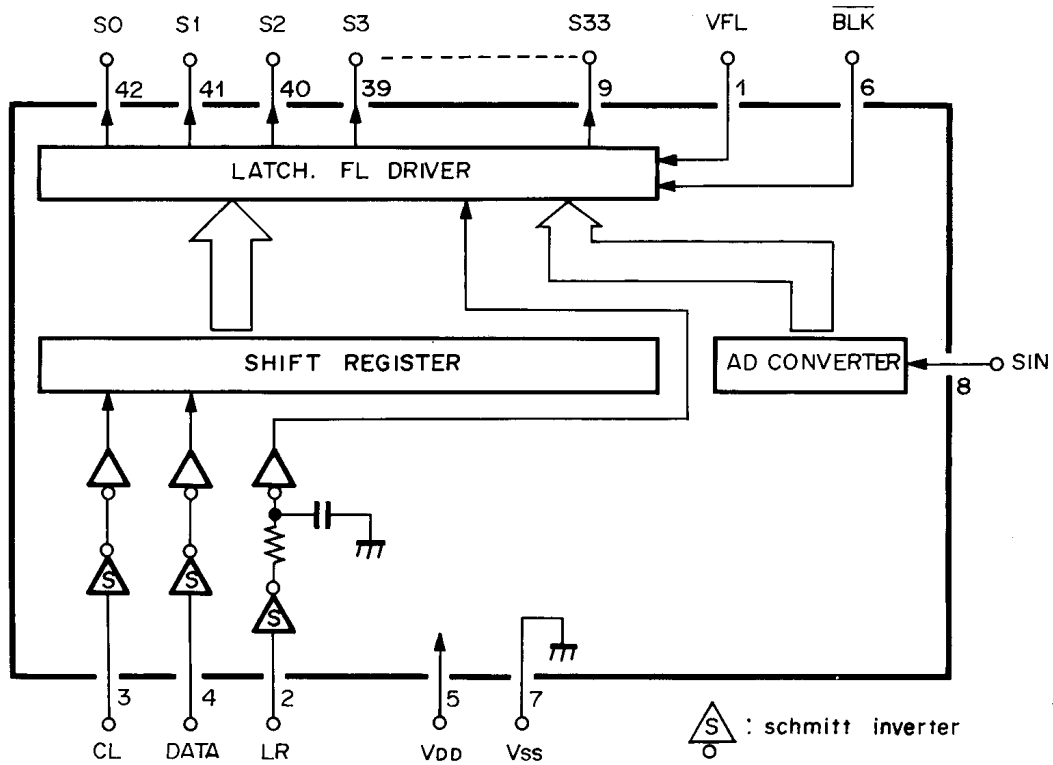 S0 S1 S2 S3 S33 VFL BLK
42 41 40 39 9 1 6
LATCH. FL DRIVER
SHIFT REGISTER
AD CONVERTER
SIN
8
S S
S
3 4 2 5 7
CL DATA LR VDD VSS
S : schmitt inverter